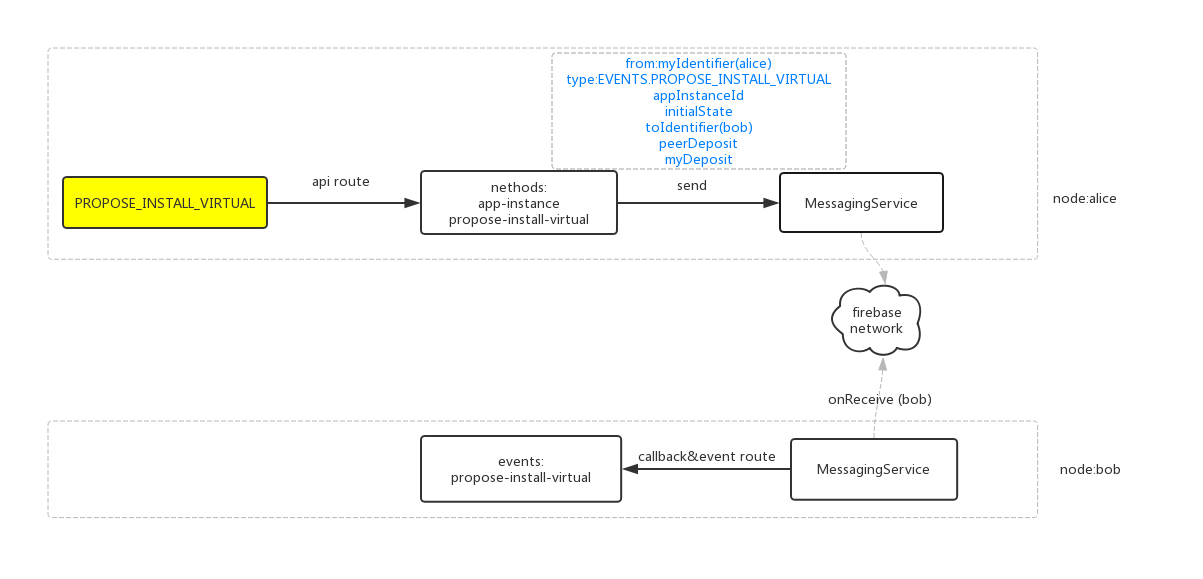 from:myIdentifier(alice)
type:EVENTS.PROPOSE_INSTALL_VIRTUAL
appInstanceId
initialState
toIdentifier(bob)
peerDeposit
myDeposit
PROPOSE_INSTALL_VIRTUAL
api route
nethods:
app-instance
propose-install-virtual
send
MessagingService
node:alice
firebase
network
onReceive (bob)
events:
propose-install-virtual
callback&event route
MessagingService
node:bob